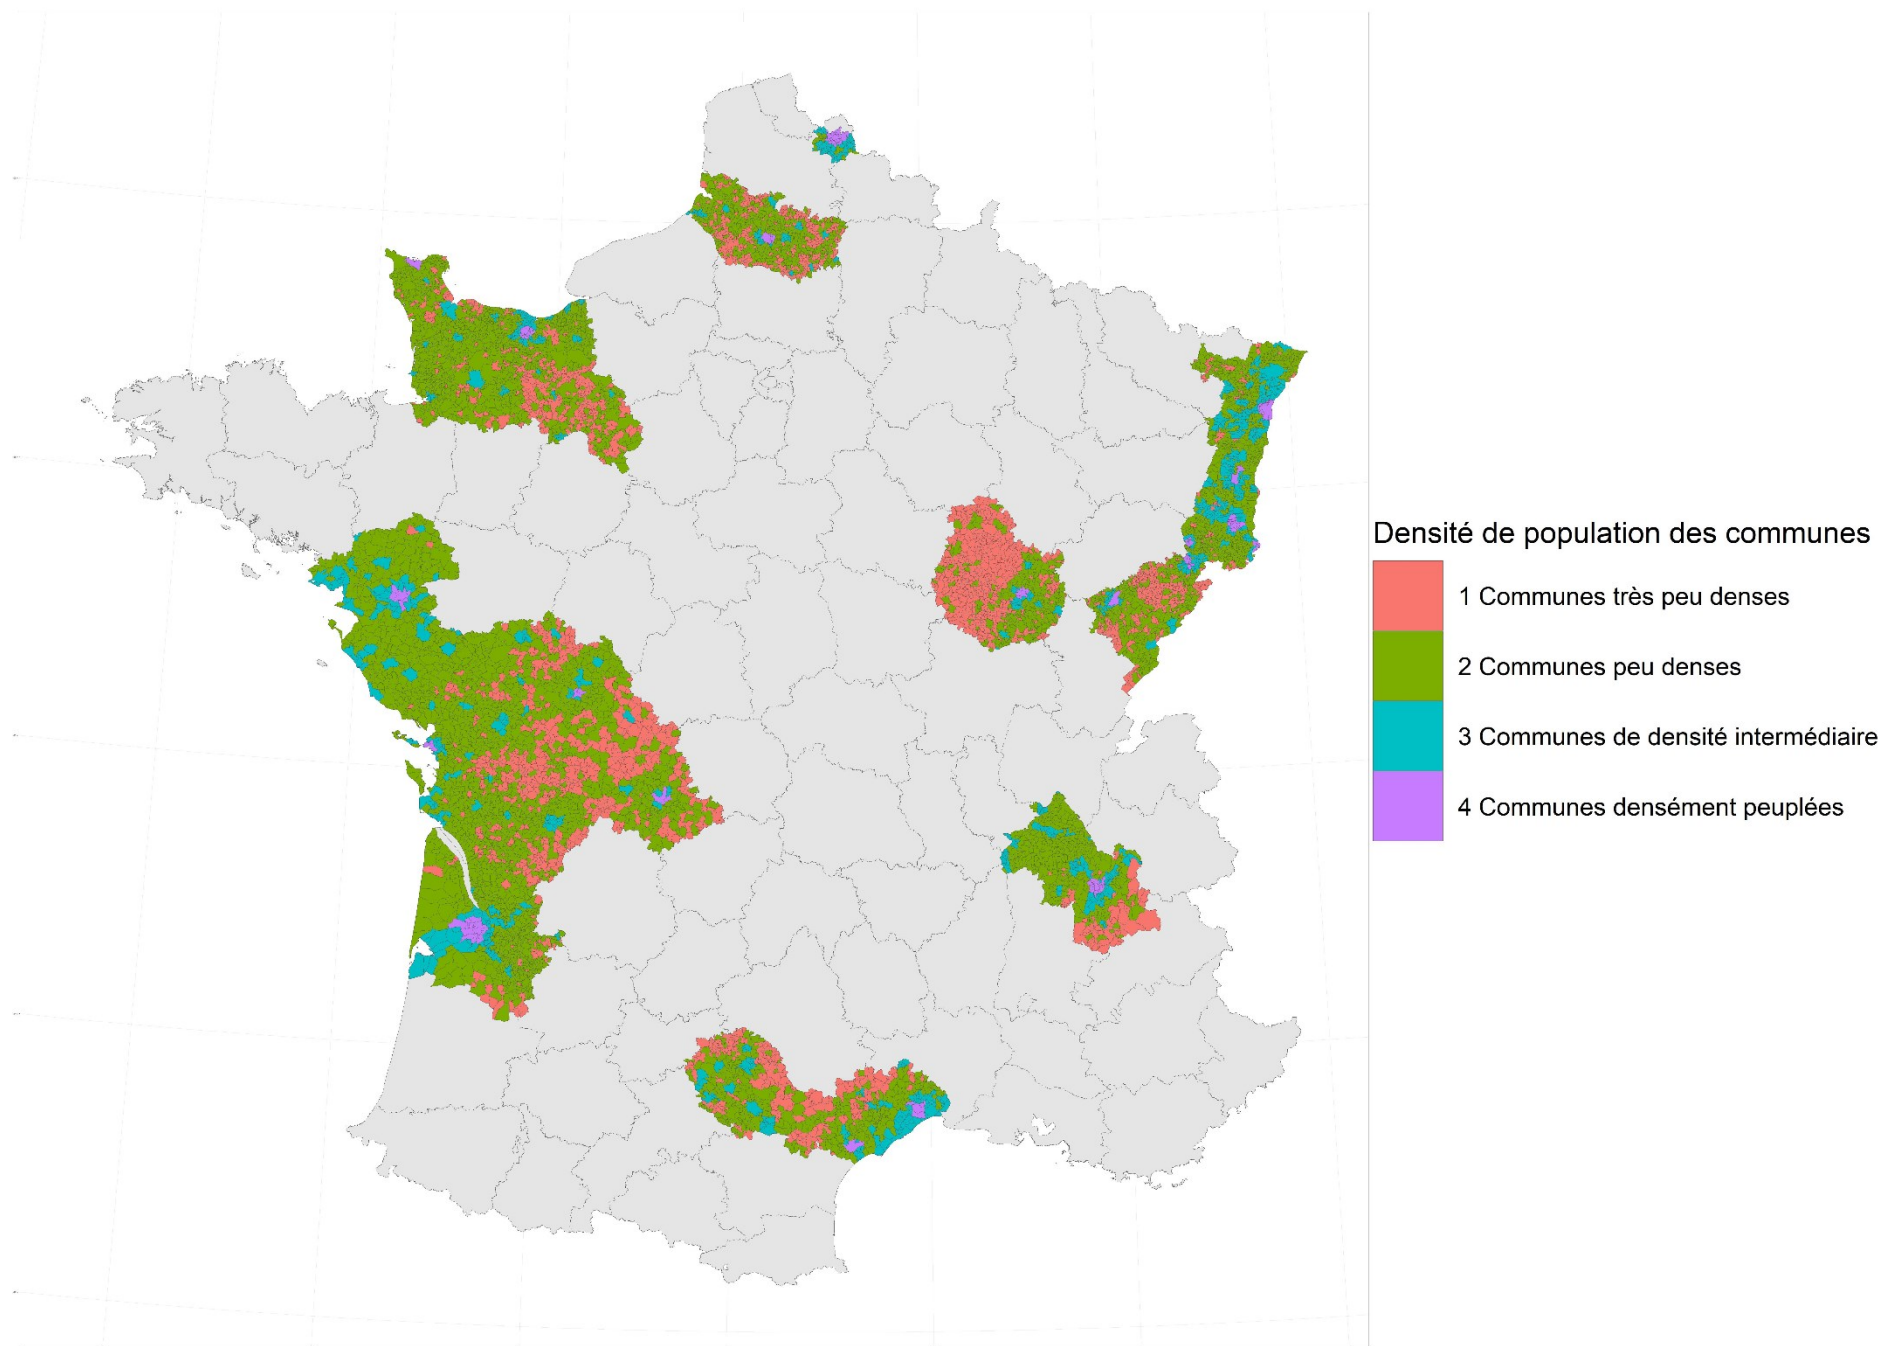 Densité de population des communes
1 Communes très peu denses
2 Communes peu denses
3 Communes de densité intermédiaire
4 Communes densément peuplées